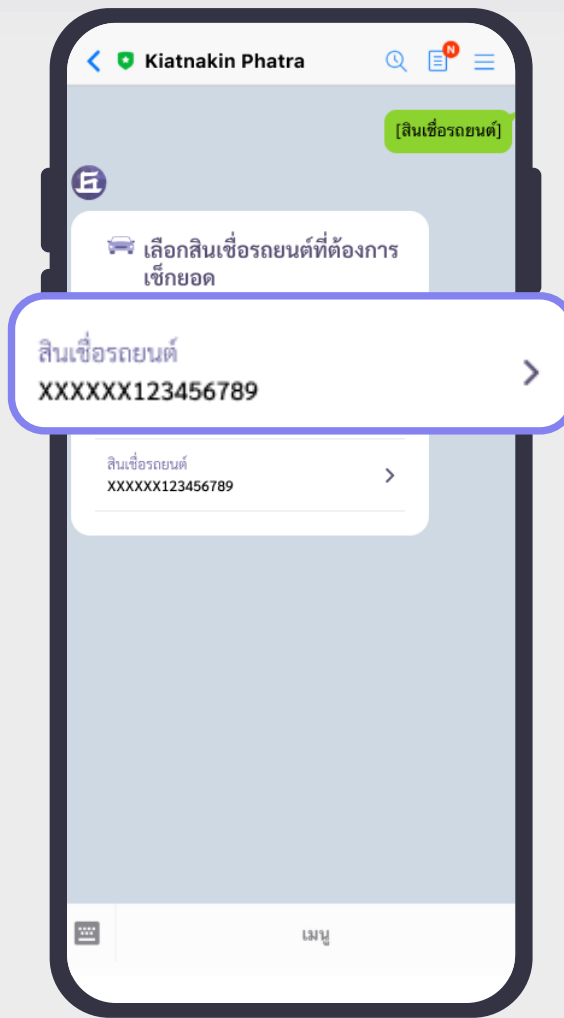 Kiatnakin Phatra
N
[สินเชื่อรถยนต์]
เลือกสินเชื่อรถยนต์ที่ต้องการ
เช็กยอด
สินเชื่อรถยนต์
XXXXXX123456789
สินเชื่อรถยนต์
XXXXXX123456789
เมนู